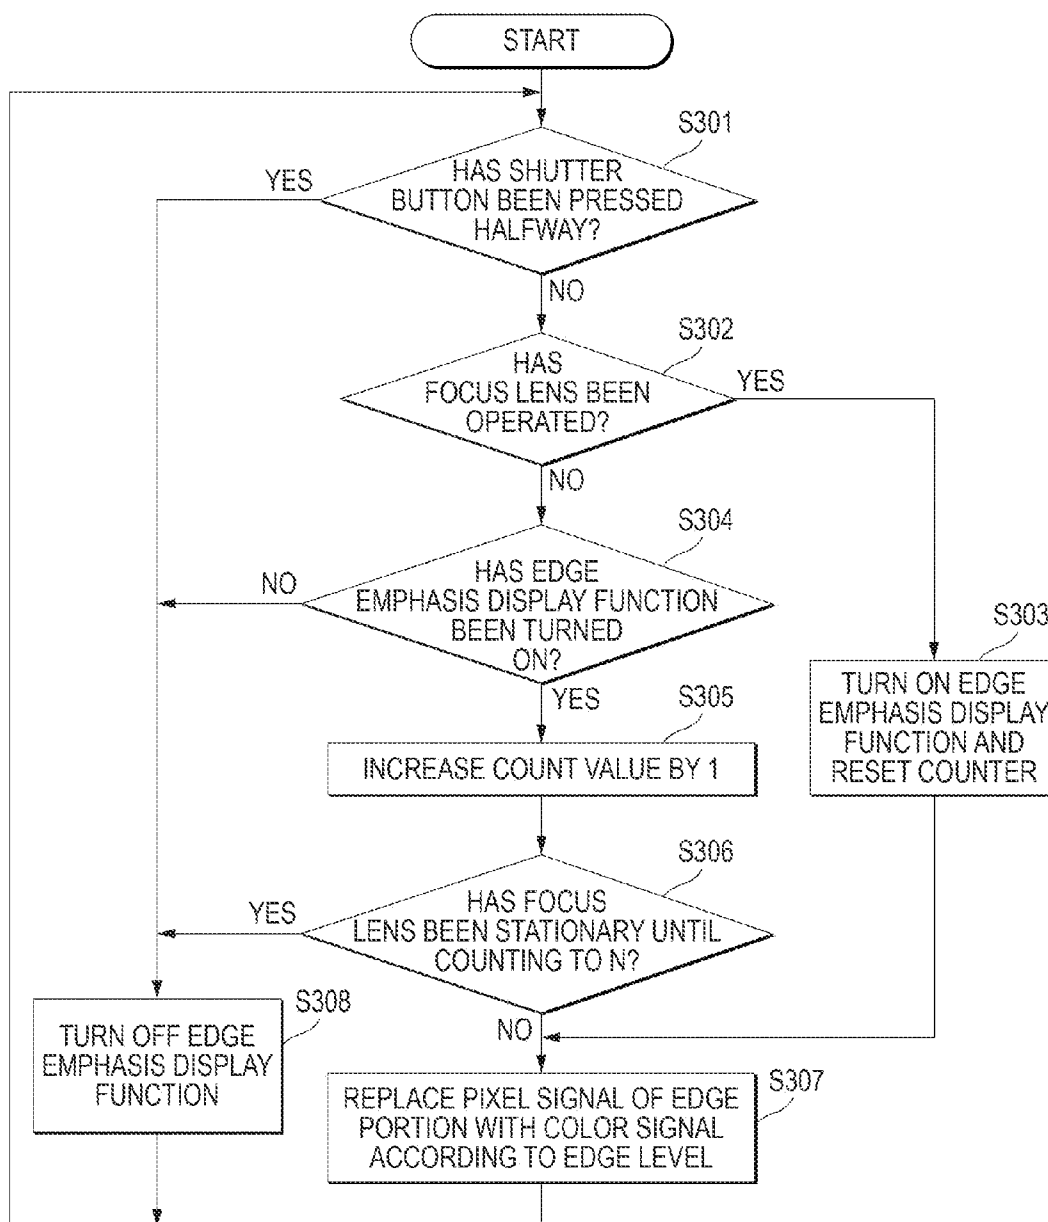 START
S301
HAS SHUTTER
BUTTON BEEN PRESSED
HALFWAY?
YES
NO
S302
HAS
FOCUS LENS BEEN
OPERATED?
YES
NO
S304
HAS EDGE
EMPHASIS DISPLAY FUNCTION
BEEN TURNED
ON?
NO
YES
S303
TURN ON EDGE
EMPHASIS DISPLAY
FUNCTION AND
RESET COUNTER
S305
INCREASE COUNT VALUE BY 1
S306
HAS FOCUS
LENS BEEN STATIONARY UNTIL
COUNTING TO N?
YES
NO
S308
TURN OFF EDGE
EMPHASIS DISPLAY
FUNCTION
S307
REPLACE PIXEL SIGNAL OF EDGE
PORTION WITH COLOR SIGNAL
ACCORDING TO EDGE LEVEL